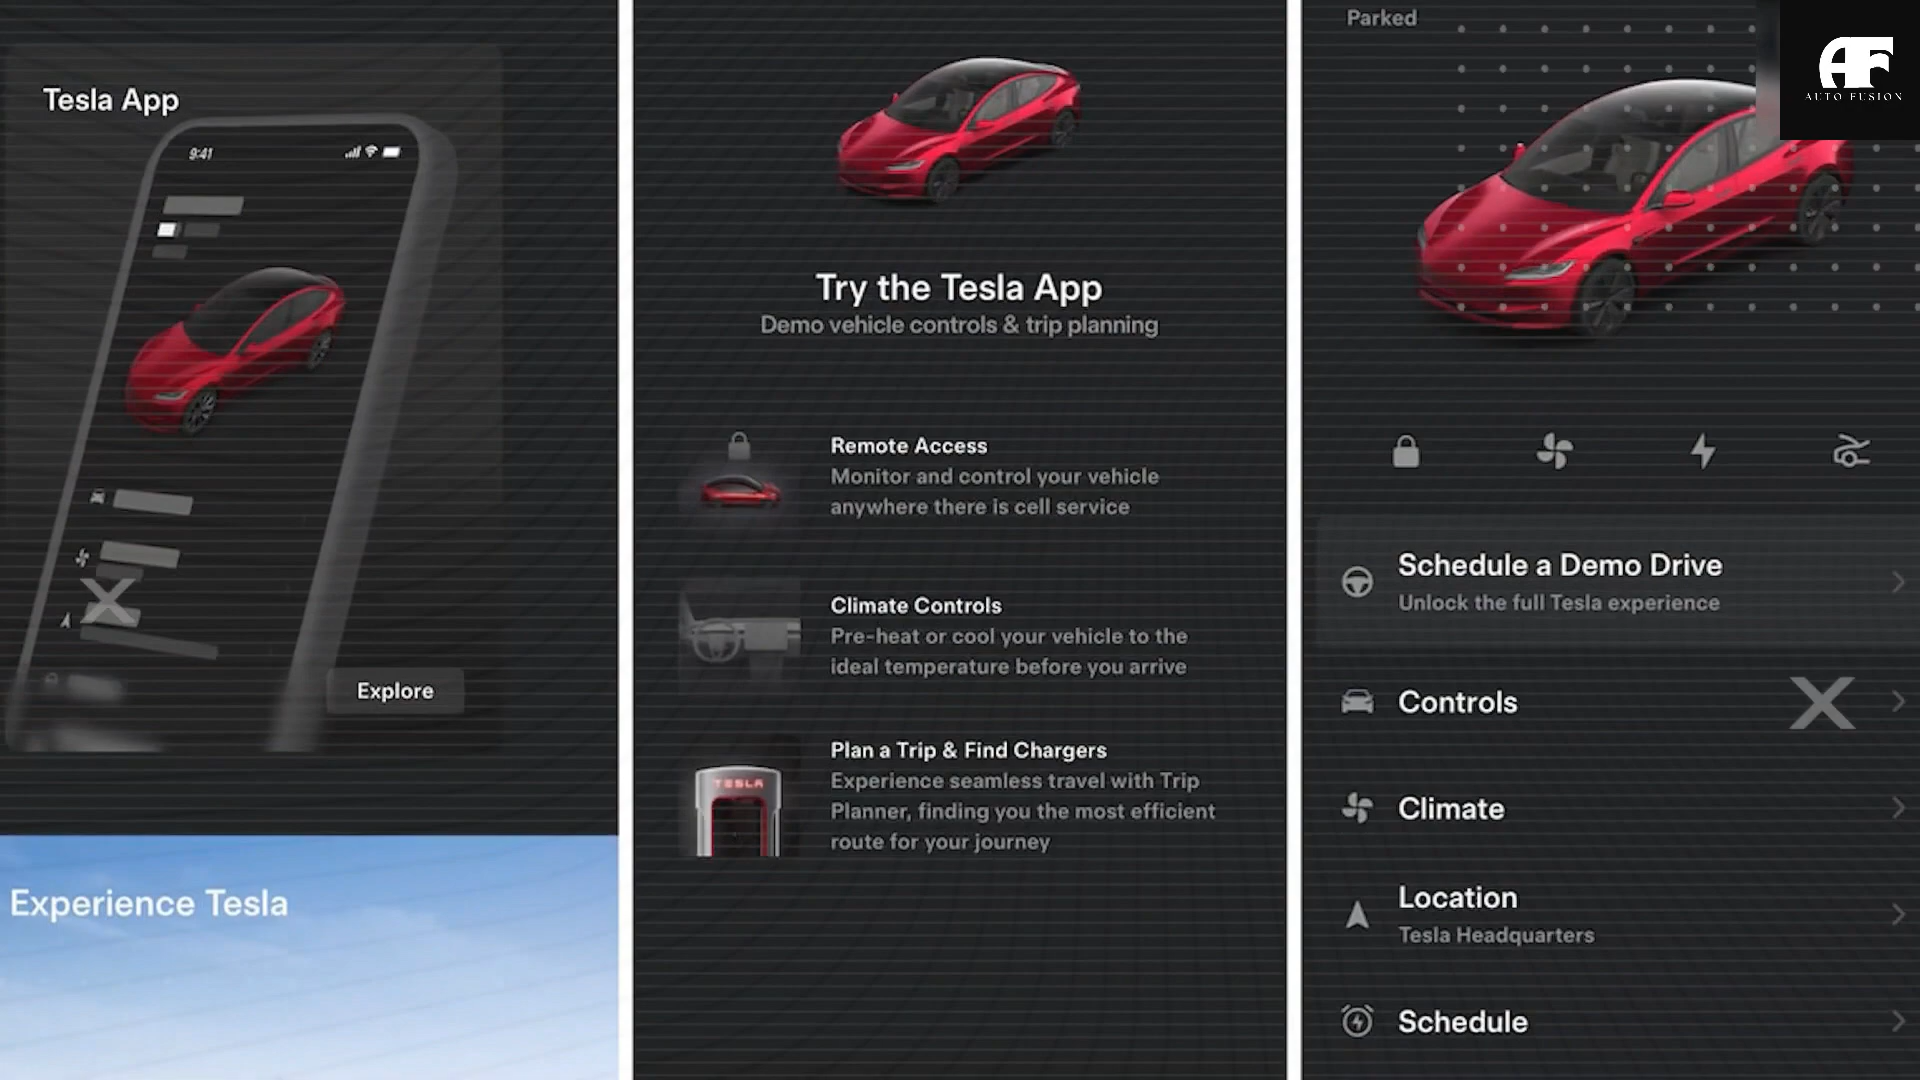 Tesla App
9:41
Explore
Experience Tesla
Try the Tesla App
Demo vehicle controls & trip planning
Remote Access
Monitor and control your vehicle
anywhere there is cell service
Climate Controls
Pre-heat or cool your vehicle to the
ideal temperature before you arrive
TESLA
Plan a Trip & Find Chargers
Experience seamless travel with Trip
Planner, finding you the most efficient
route for your journey
Parked
AF
AUTO FUSION
Schedule a Demo Drive
Unlock the full Tesla experience
Controls
Climate
Location
Tesla Headquarters
Schedule